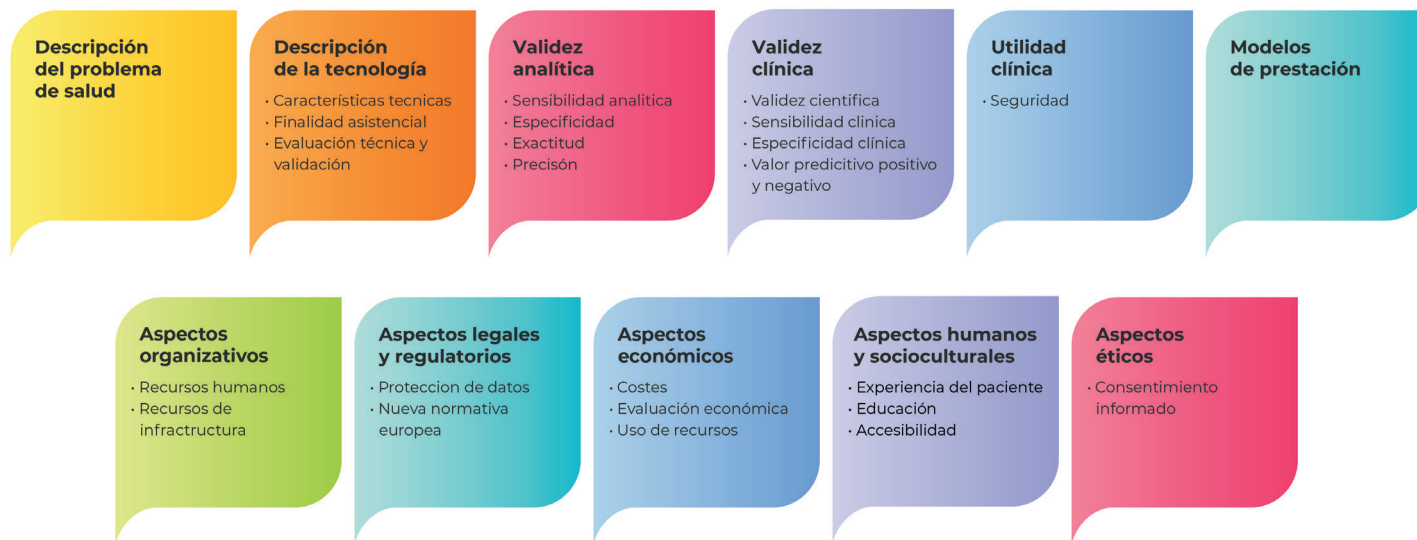 Descripción
del problema
de salud
Descripción
de la tecnología
· Características tecnicas
· Finalidad asistencial
· Evaluación técnica y
validación
Validez
analítica
· Sensibilidad analitica
· Especificidad
· Exactitud
· Precisón
Validez
clínica
· Validez cientifica
· Sensibilidad clinica
· Especificidad clínica
· Valor predicitivo positivo
y negativo
Utilidad
clínica
· Seguridad
Modelos
de prestación
Aspectos
organizativos
· Recursos humanos
· Recursos de
infractructura
Aspectos legales
y regulatorios
· Proteccion de datos
· Nueva normativa
europea
Aspectos
económicos
· Costes
· Evaluación económica
· Uso de recursos
Aspectos humanos
y socioculturales
· Experiencia del paciente
· Educación
· Accesibilidad
Aspectos
éticos
· Consentimiento
informado